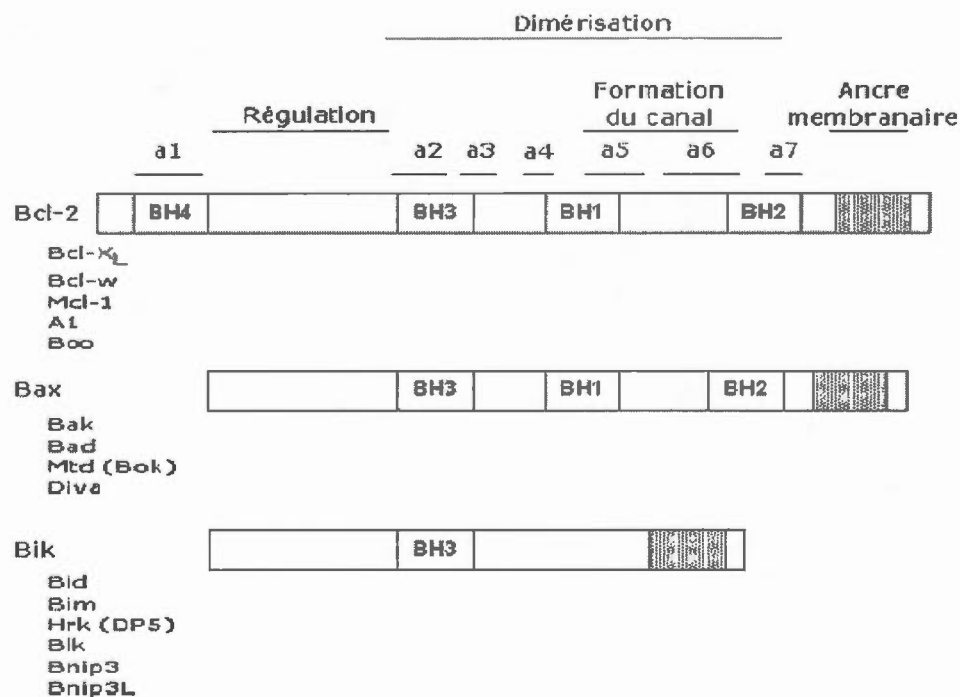 Dimérisation
Formation
du canal
Ancre
membranaire
Régulation
a1 a2 a3 a4 a5 a6 a7
Bcl-2 BH4 BH3 BH1 BH2
Bcl-XL
Bcl-w
Mcl-1
A1
Boo
Bax BH3 BH1 BH2
Bak
Bad
Mtd (Bok)
Diva
Bik BH3
Bid
Bim
Hrk (DP5)
Blk
Bnip3
Bnip3L